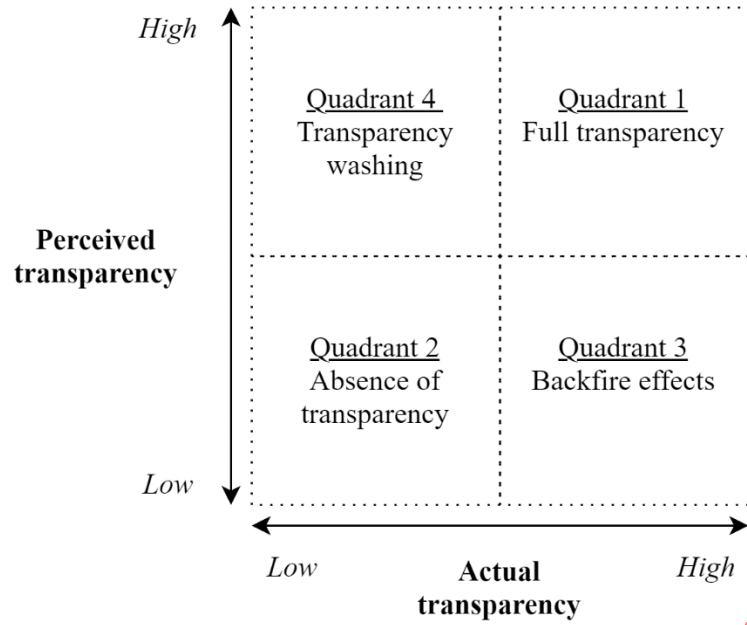 High
Quadrant 4
Transparency
washing
Quadrant 1
Full transparency
Perceived
transparency
Quadrant 2
Absence of
transparency
Quadrant 3
Backfire effects
Low
Low
Actual
transparency
High